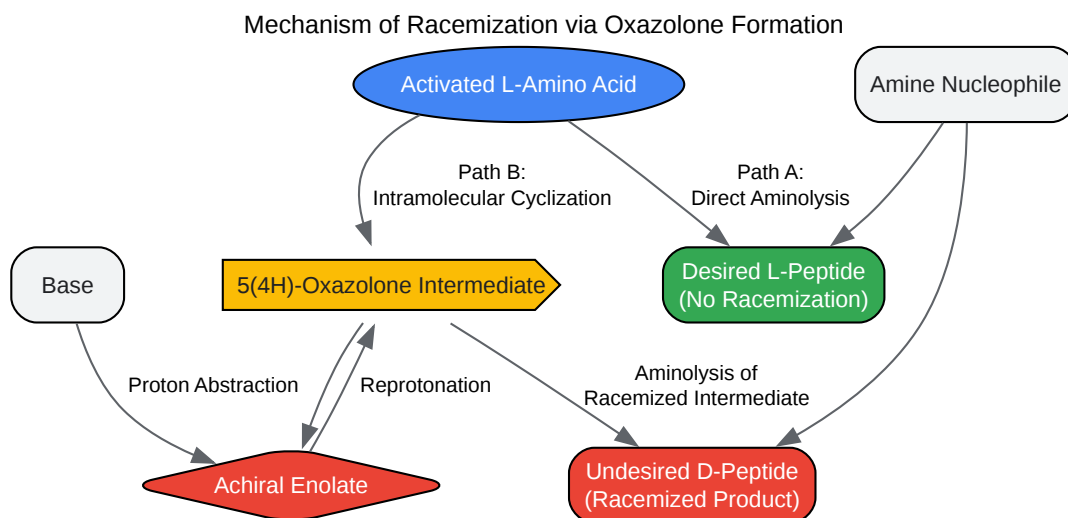 Mechanism of Racemization via Oxazolone Formation
Activated L-Amino Acid
Amine Nucleophile
Path B:
Intramolecular Cyclization
Path A:
Direct Aminolysis
Base
5(4H)-Oxazolone Intermediate
Desired L-Peptide
(No Racemization)
Proton Abstraction
Reprotonation
Aminolysis of
Racemized Intermediate
Achiral Enolate
Undesired D-Peptide
(Racemized Product)